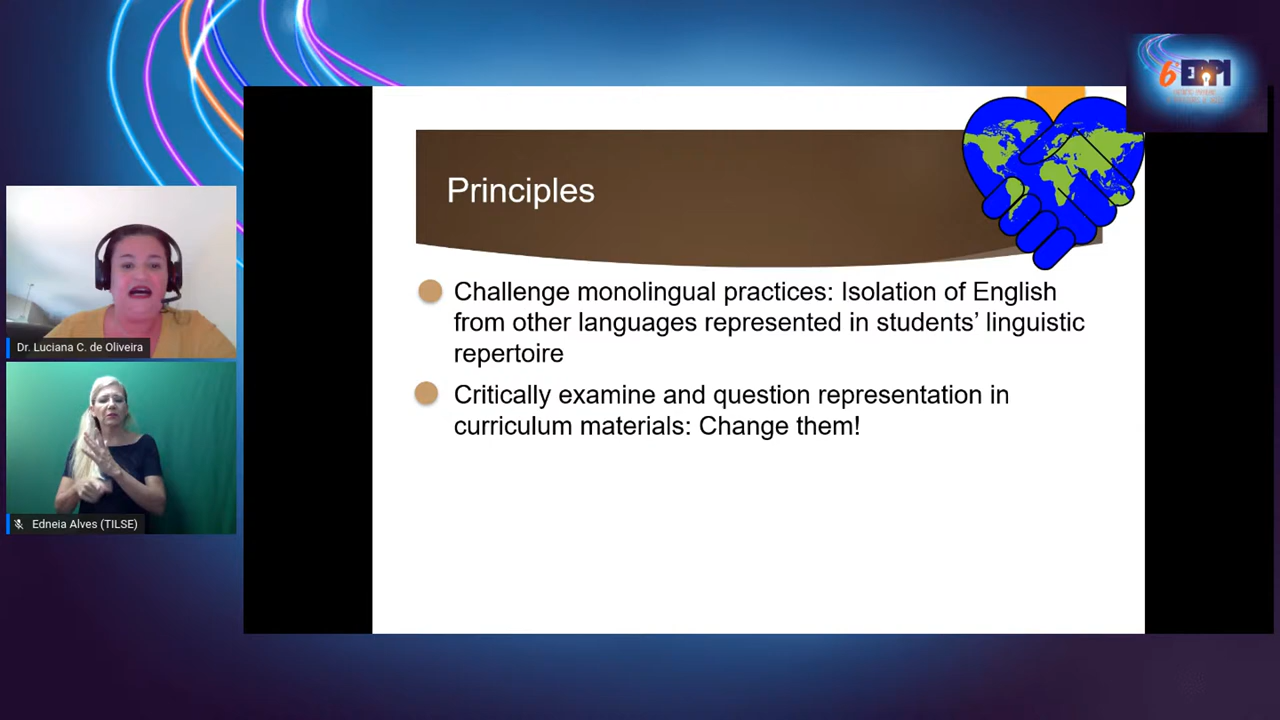 6 ERPPI
Principles
Challenge monolingual practices: Isolation of English
from other languages represented in students’ linguistic
repertoire
Critically examine and question representation in
curriculum materials: Change them!
Dr. Luciana C. de Oliveira
Edneia Alves (TILSE)